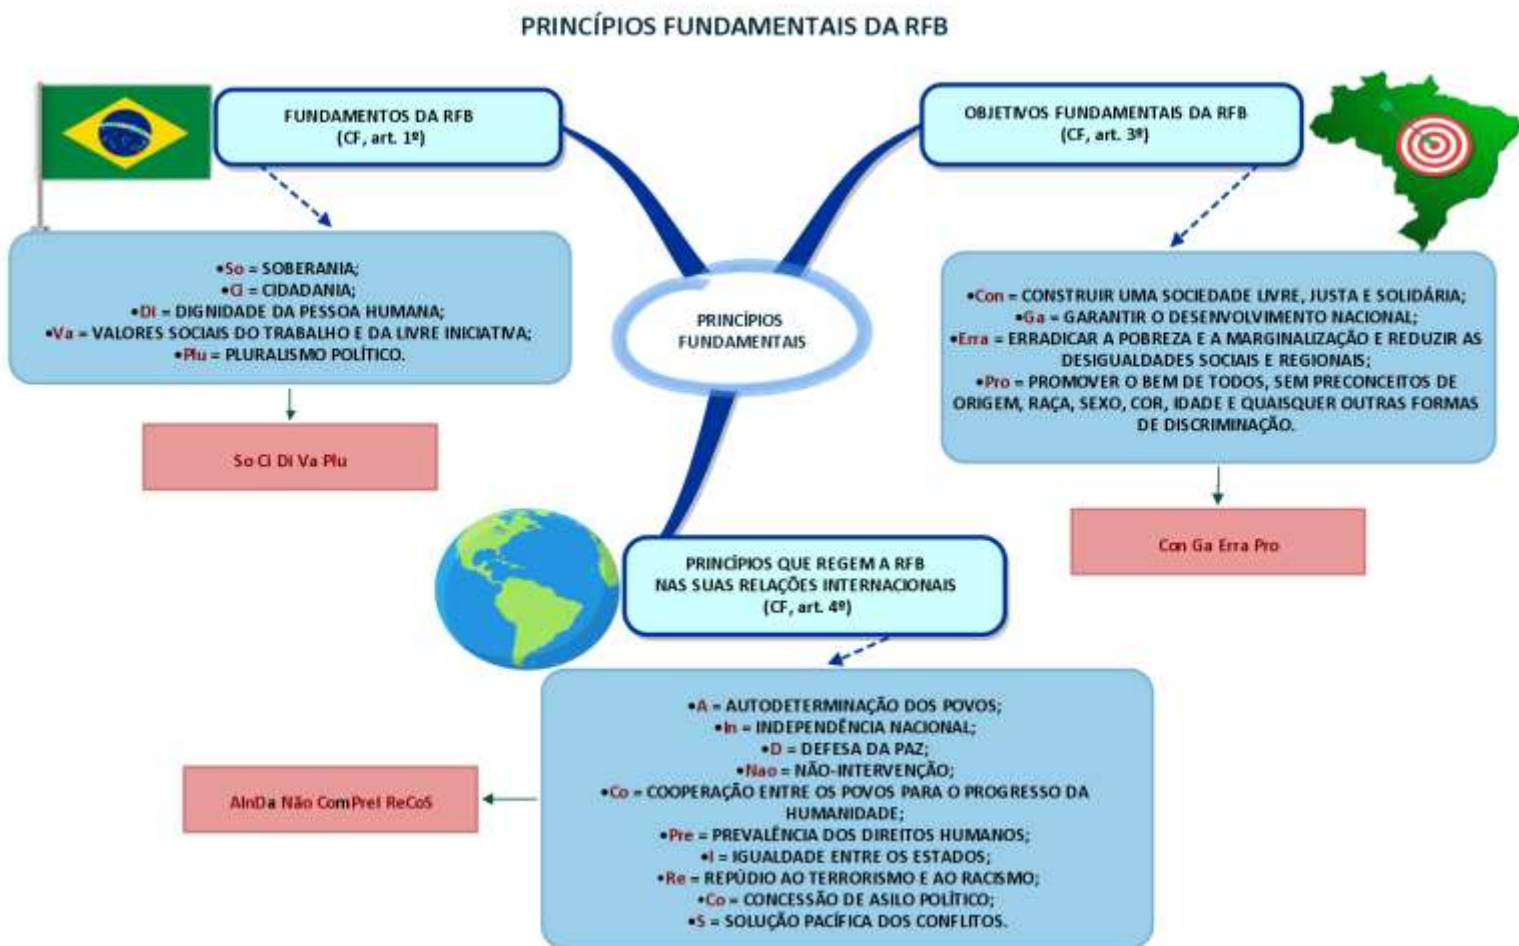 PRINCÍPIOS FUNDAMENTAIS DA RFB
FUNDAMENTOS DA RFB
(CF, art. 1º)
•So = SOBERANIA;
•Ci = CIDADANIA;
•Di = DIGNIDADE DA PESSOA HUMANA;
•Va = VALORES SOCIAIS DO TRABALHO E DA LIVRE INICIATIVA;
•Plu = PLURALISMO POLÍTICO.
So Ci Di Va Plu
PRINCÍPIOS
FUNDAMENTAIS
OBJETIVOS FUNDAMENTAIS DA RFB
(CF, art. 3º)
•Con = CONSTRUIR UMA SOCIEDADE LIVRE, JUSTA E SOLIDÁRIA;
•Ga = GARANTIR O DESENVOLVIMENTO NACIONAL;
•Erra = ERRADICAR A POBREZA E A MARGINALIZAÇÃO E REDUZIR AS
DESIGUALDADES SOCIAIS E REGIONAIS;
•Pro = PROMOVER O BEM DE TODOS, SEM PRECONCEITOS DE
ORIGEM, RAÇA, SEXO, COR, IDADE E QUAISQUER OUTRAS FORMAS
DE DISCRIMINAÇÃO.
Con Ga Erra Pro
PRINCÍPIOS QUE REGEM A RFB
NAS SUAS RELAÇÕES INTERNACIONAIS
(CF, art. 4º)
•A = AUTODETERMINAÇÃO DOS POVOS;
•In = INDEPENDÊNCIA NACIONAL;
•D = DEFESA DA PAZ;
•Nao = NÃO-INTERVENÇÃO;
•Co = COOPERAÇÃO ENTRE OS POVOS PARA O PROGRESSO DA
HUMANIDADE;
•Pre = PREVALÊNCIA DOS DIREITOS HUMANOS;
•I = IGUALDADE ENTRE OS ESTADOS;
•Re = REPÚDIO AO TERRORISMO E AO RACISMO;
•Co = CONCESSÃO DE ASILO POLÍTICO;
•S = SOLUÇÃO PACÍFICA DOS CONFLITOS.
AInDa Não ComPreI ReCoS